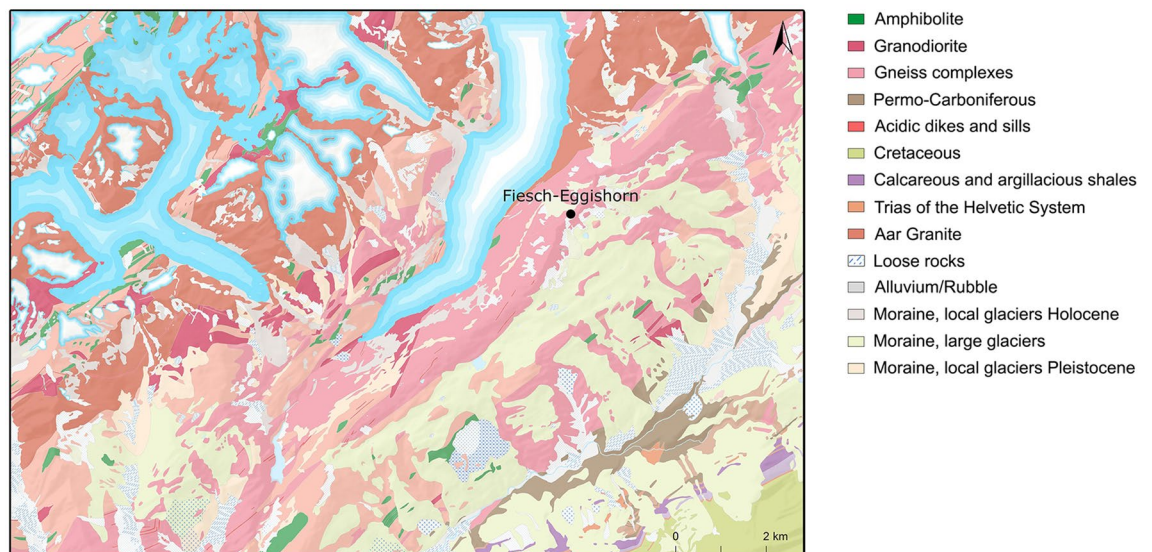 Fiesch-Eggishorn
0 2 km
Amphibolite
Granodiorite
Gneiss complexes
Permo-Carboniferous
Acidic dikes and sills
Cretaceous
Calcareous and argillacious shales
Trias of the Helvetic System
Aar Granite
Loose rocks
Alluvium/Rubble
Moraine, local glaciers Holocene
Moraine, large glaciers
Moraine, local glaciers Pleistocene